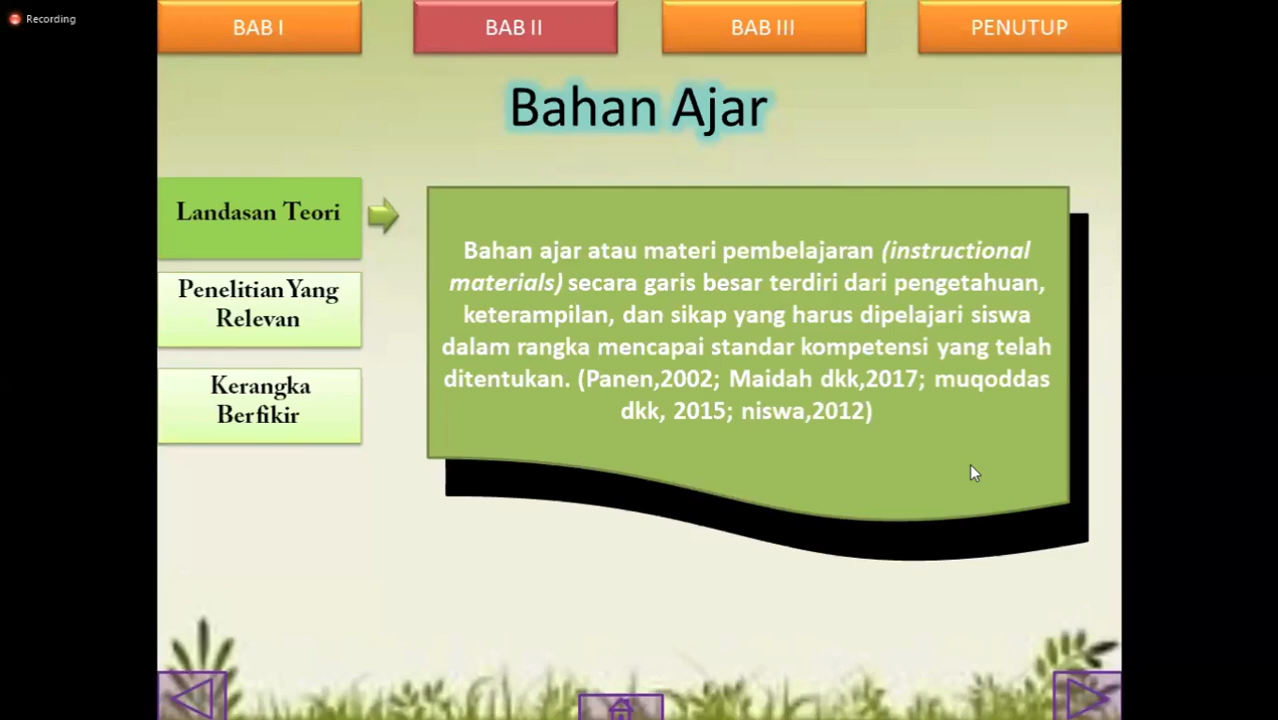 Recording
BAB I
BAB II
BAB III
PENUTUP
Bahan Ajar
Landasan Teori
Penelitian Yang
Relevan
Kerangka
Berfikir
Bahan ajar atau materi pembelajaran (instructional
materials) secara garis besar terdiri dari pengetahuan,
keterampilan, dan sikap yang harus dipelajari siswa
dalam rangka mencapai standar kompetensi yang telah
ditentukan. (Panen,2002; Maidah dkk,2017; muqoddas
dkk, 2015; niswa,2012)